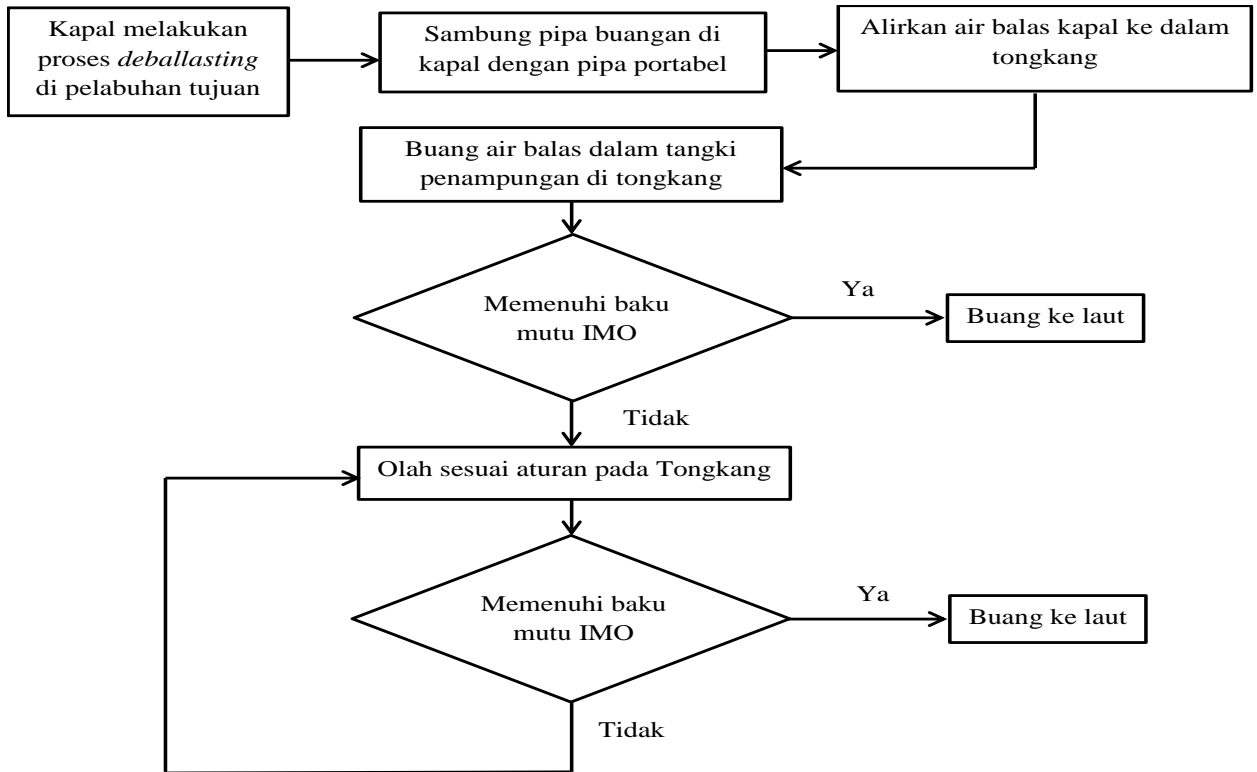 Kapal melakukan
proses deballasting
di pelabuhan tujuan
Sambung pipa buangan di
kapal dengan pipa portabel
Alirkan air balas kapal ke dalam
tongkang
Buang air balas dalam tangki
penampungan di tongkang
Memenuhi baku
mutu IMO
Ya
Buang ke laut
Tidak
Olah sesuai aturan pada Tongkang
Memenuhi baku
mutu IMO
Ya
Buang ke laut
Tidak